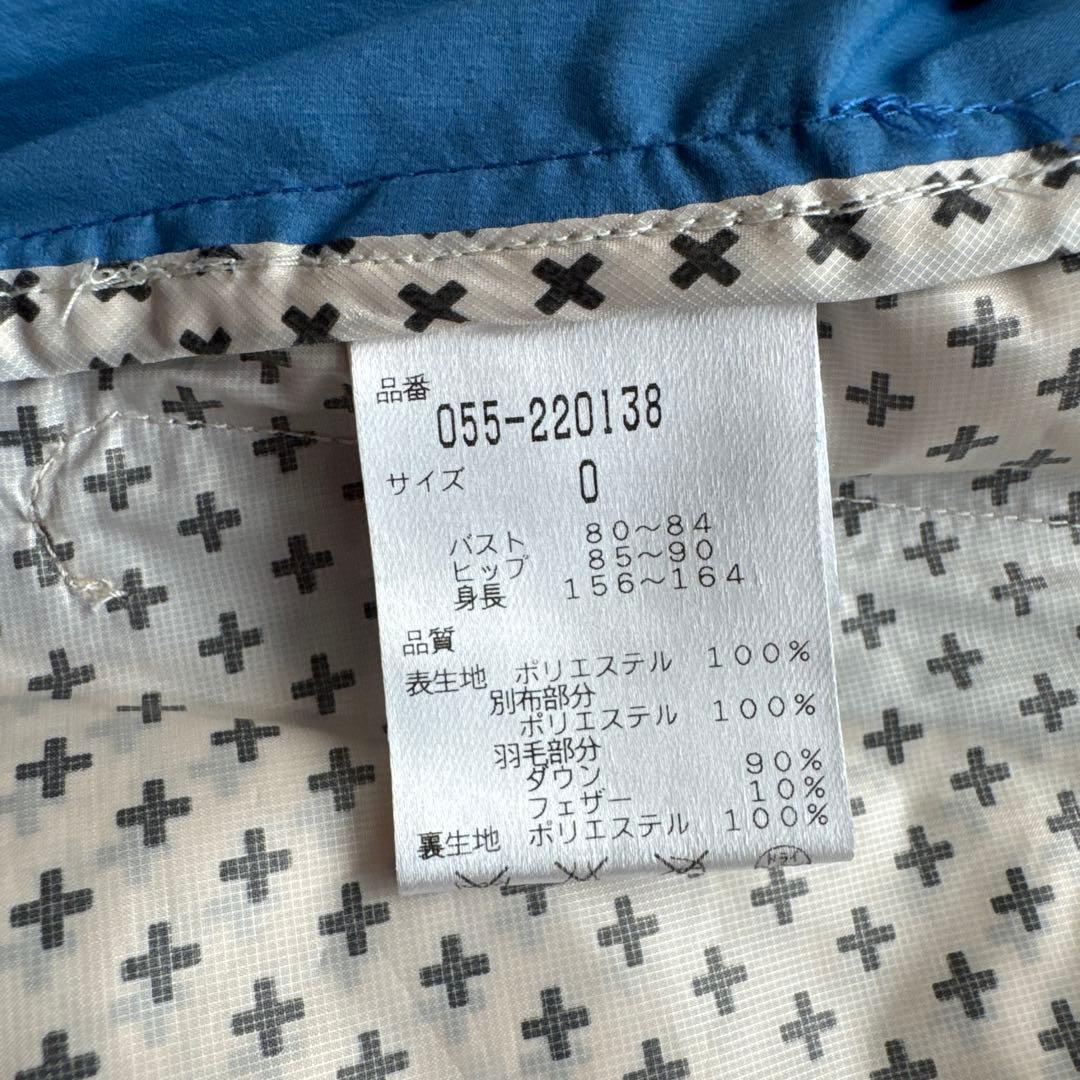 品番
055-220138
サイズ 0
バスト 80～84
ヒップ 85～90
身長 156～164
品質
表生地 ポリエステル 100%
別布部分
ポリエステル 100%
羽毛部分
ダウン 90%
フェザー 10%
裏生地 ポリエステル 100%
ドライ